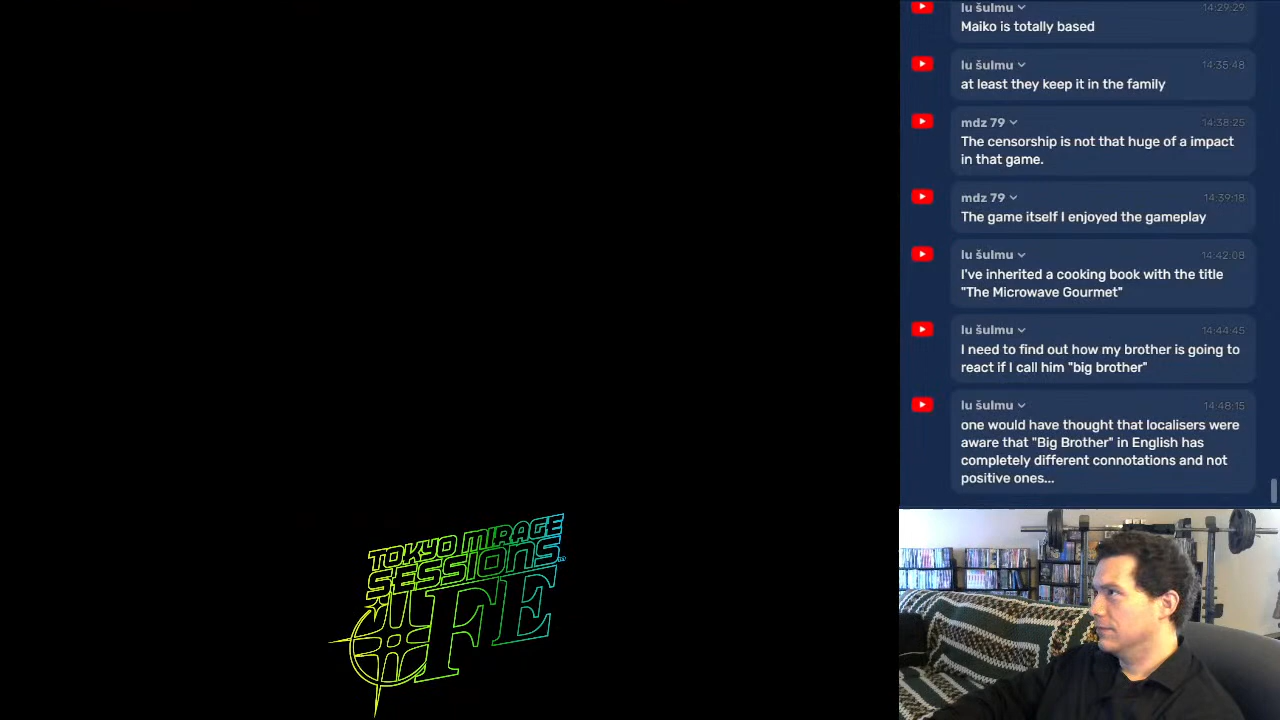 TOKYO MIRAGE
SESSIONS
#FE
lu šulmu 14:29:29
Maiko is totally based
lu šulmu 14:35:48
at least they keep it in the family
mdz 79 14:38:25
The censorship is not that huge of a impact
in that game.
mdz 79 14:39:18
The game itself I enjoyed the gameplay
lu šulmu 14:42:08
I've inherited a cooking book with the title
"The Microwave Gourmet"
lu šulmu 14:44:45
I need to find out how my brother is going to
react if I call him "big brother"
lu šulmu 14:48:15
one would have thought that localisers were
aware that "Big Brother" in English has
completely different connotations and not
positive ones...